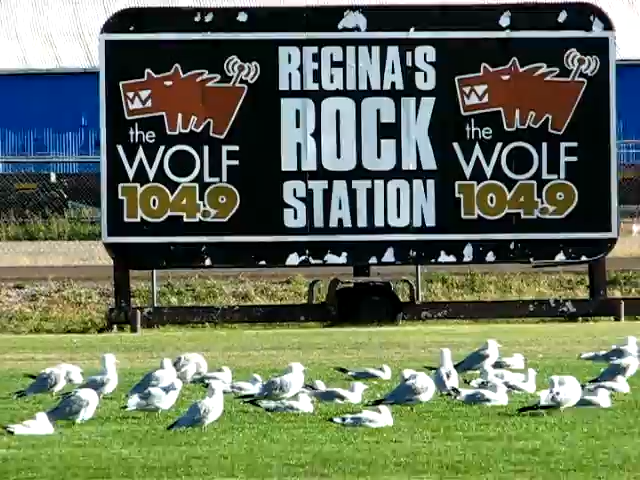 the
WOLF
104.9
REGINA'S
ROCK
STATION
the
WOLF
104.9